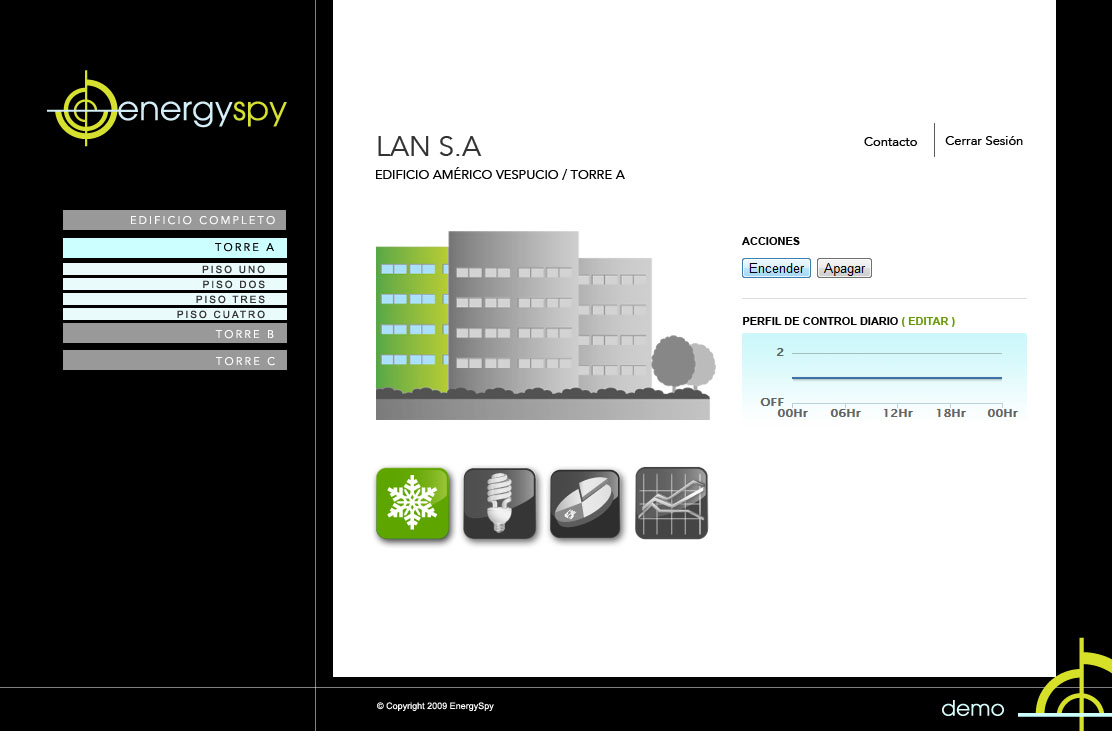 energyspy
LAN S.A
EDIFICIO AMÉRICO VESPUCIO / TORRE A
Contacto
Cerrar Sesión
EDIFICIO COMPLETO
TORRE A
PISO UNO
PISO DOS
PISO TRES
PISO CUATRO
TORRE B
TORRE C
ACCIONES
Encender Apagar
PERFIL DE CONTROL DIARIO ( EDITAR )
2
OFF
00Hr 06Hr 12Hr 18Hr 00Hr
© Copyright 2009 EnergySpy
demo